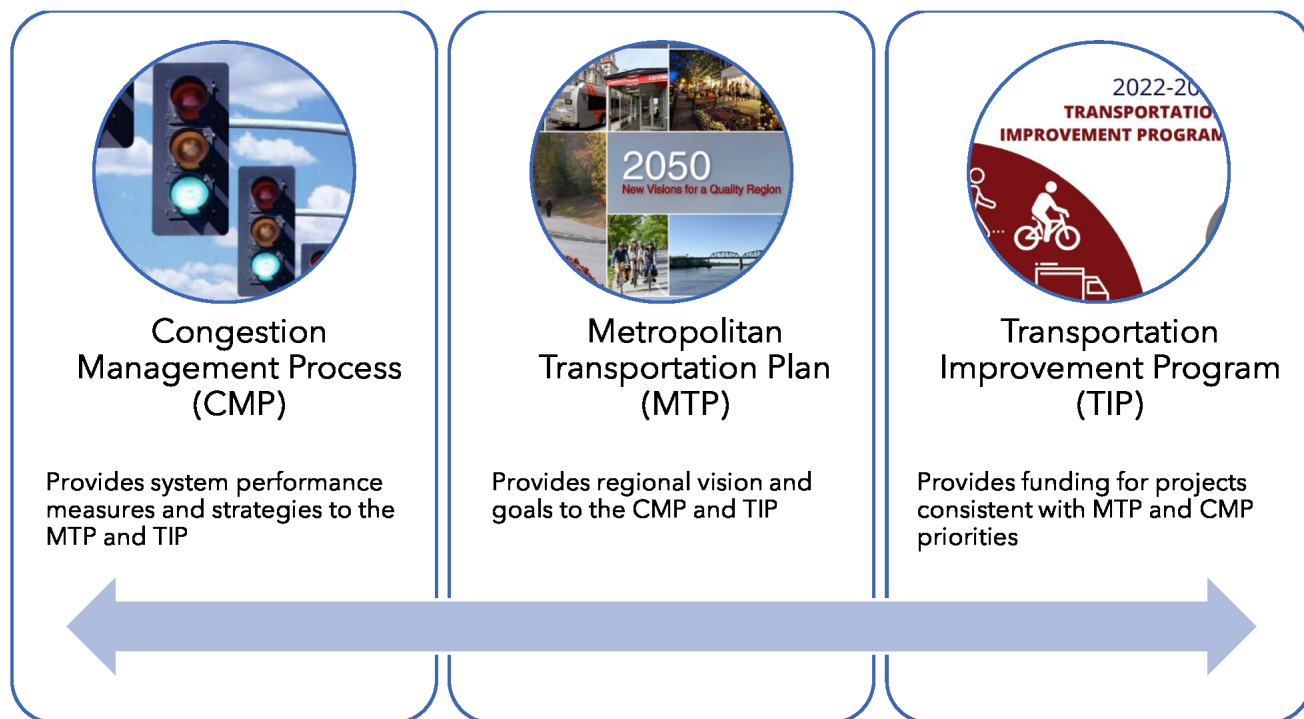 2022-20
TRANSPORTATIO
IMPROVEMENT PROGRAM
2050
New Visions for a Quality Region
Congestion
Management Process
(CMP)
Metropolitan
Transportation Plan
(MTP)
Transportation
Improvement Program
(TIP)
Provides system performance
measures and strategies to the
MTP and TIP
Provides regional vision and
goals to the CMP and TIP
Provides funding for projects
consistent with MTP and CMP
priorities